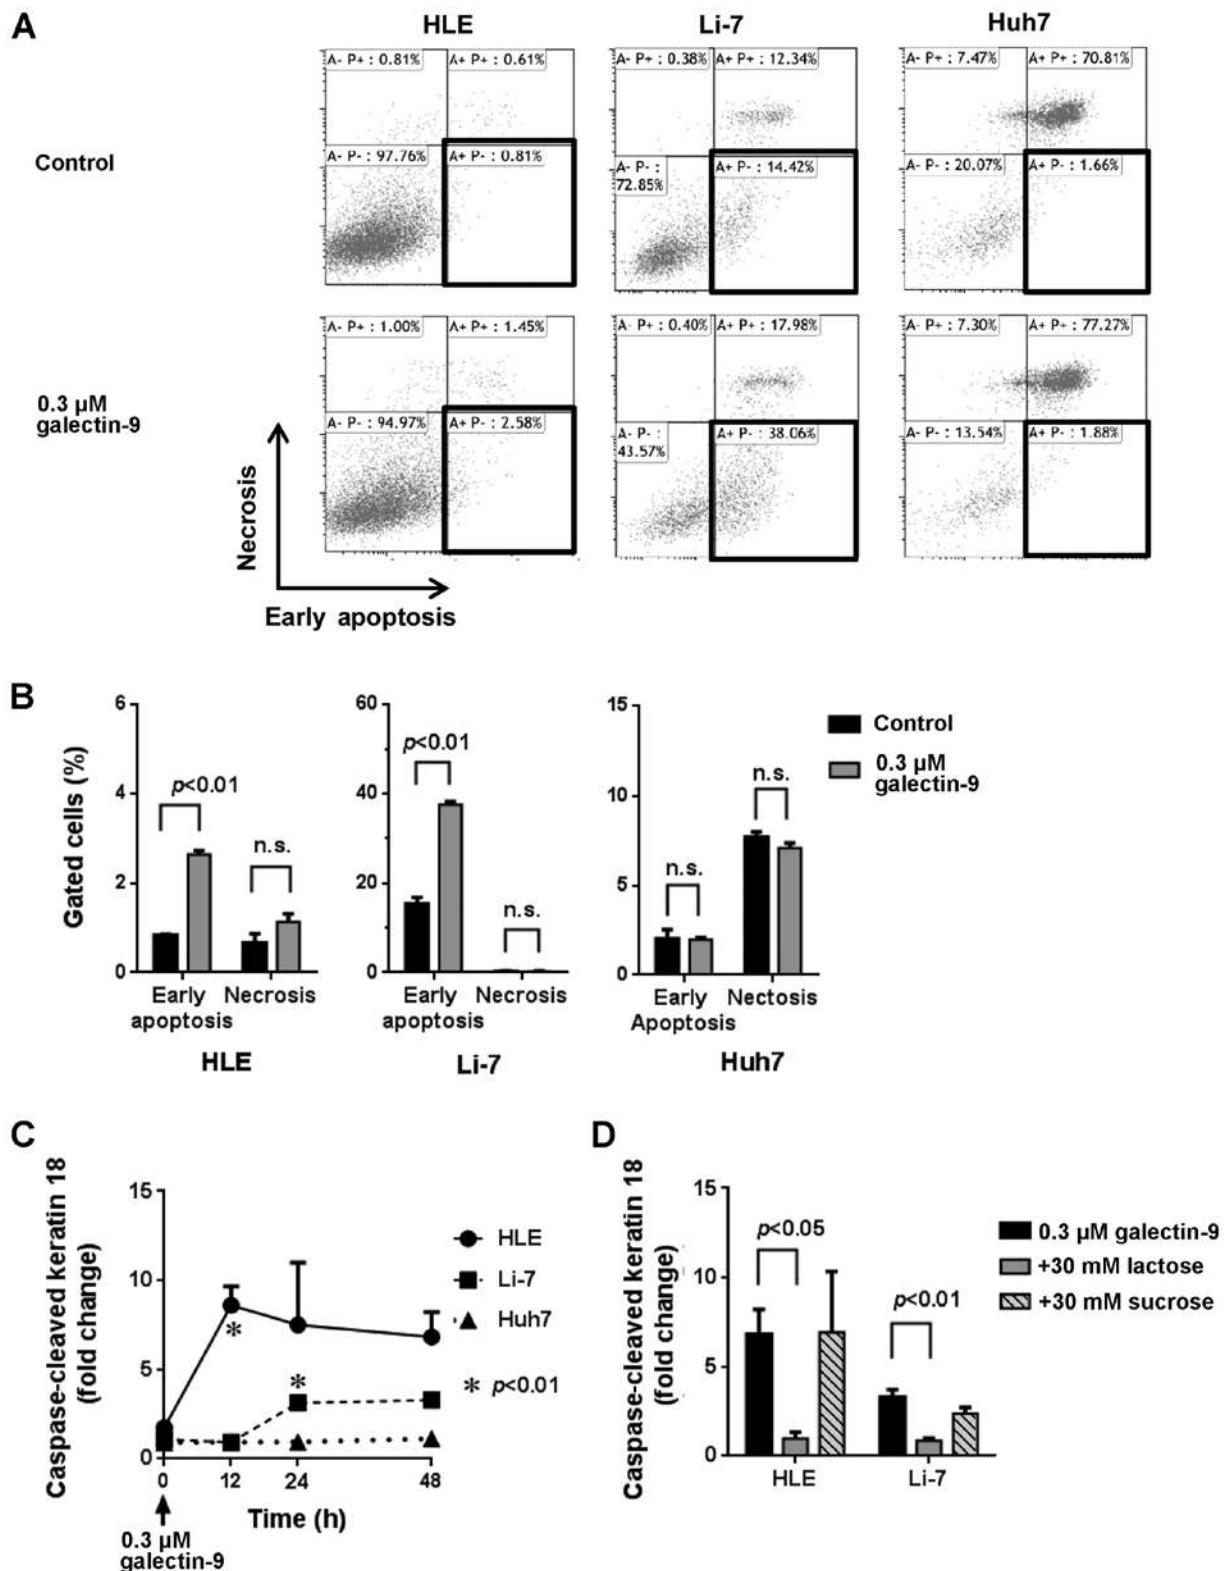 A
HLE
Li-7
Huh7
A- P+ : 0.81%
A+ P+ : 0.61%
A- P+ : 0.38%
A+ P+ : 12.34%
A- P+ : 7.47%
A+ P+ : 70.81%
Control
A- P- : 97.76%
A+ P- : 0.81%
A- P- :
72.85%
A+ P- : 14.42%
A- P- : 20.07%
A+ P- : 1.66%
A- P+ : 1.00%
A+ P+ : 1.45%
A- P+ : 0.40%
A+ P+ : 17.98%
A- P+ : 7.30%
A+ P+ : 77.27%
0.3 µM
galectin-9
A- P- : 94.97%
A+ P- : 2.58%
A- P- :
43.57%
A+ P- : 38.06%
A- P- : 13.54%
A+ P- : 1.88%
Necrosis
Early apoptosis
B
Gated cells (%)
6
4
2
0
p<0.01
n.s.
Early
apoptosis
Necrosis
HLE
60
40
20
0
p<0.01
n.s.
Early
apoptosis
Necrosis
Li-7
15
10
5
0
n.s.
n.s.
Early
Apoptosis
Nectosis
Huh7
Control
0.3 µM
galectin-9
C
Caspase-cleaved keratin 18
(fold change)
15
10
5
0
*
*
HLE
Li-7
Huh7
* p<0.01
0
12
24
48
Time (h)
0.3 µM
galectin-9
D
Caspase-cleaved keratin 18
(fold change)
15
10
5
0
p<0.05
p<0.01
HLE
Li-7
0.3 µM galectin-9
+30 mM lactose
+30 mM sucrose